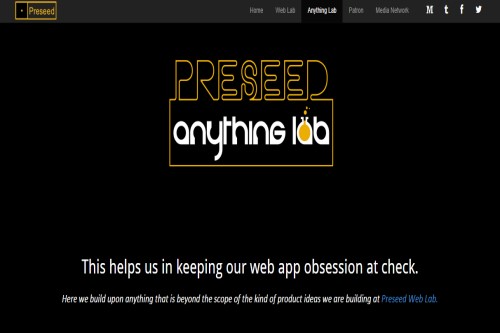 Preseed Home Web Lab Anything Lab Patron Media Network M t f
PRESEED
anything lab
This helps us in keeping our web app obsession at check.
Here we build upon anything that is beyond the scope of the kind of product ideas we are building at Preseed Web Lab.